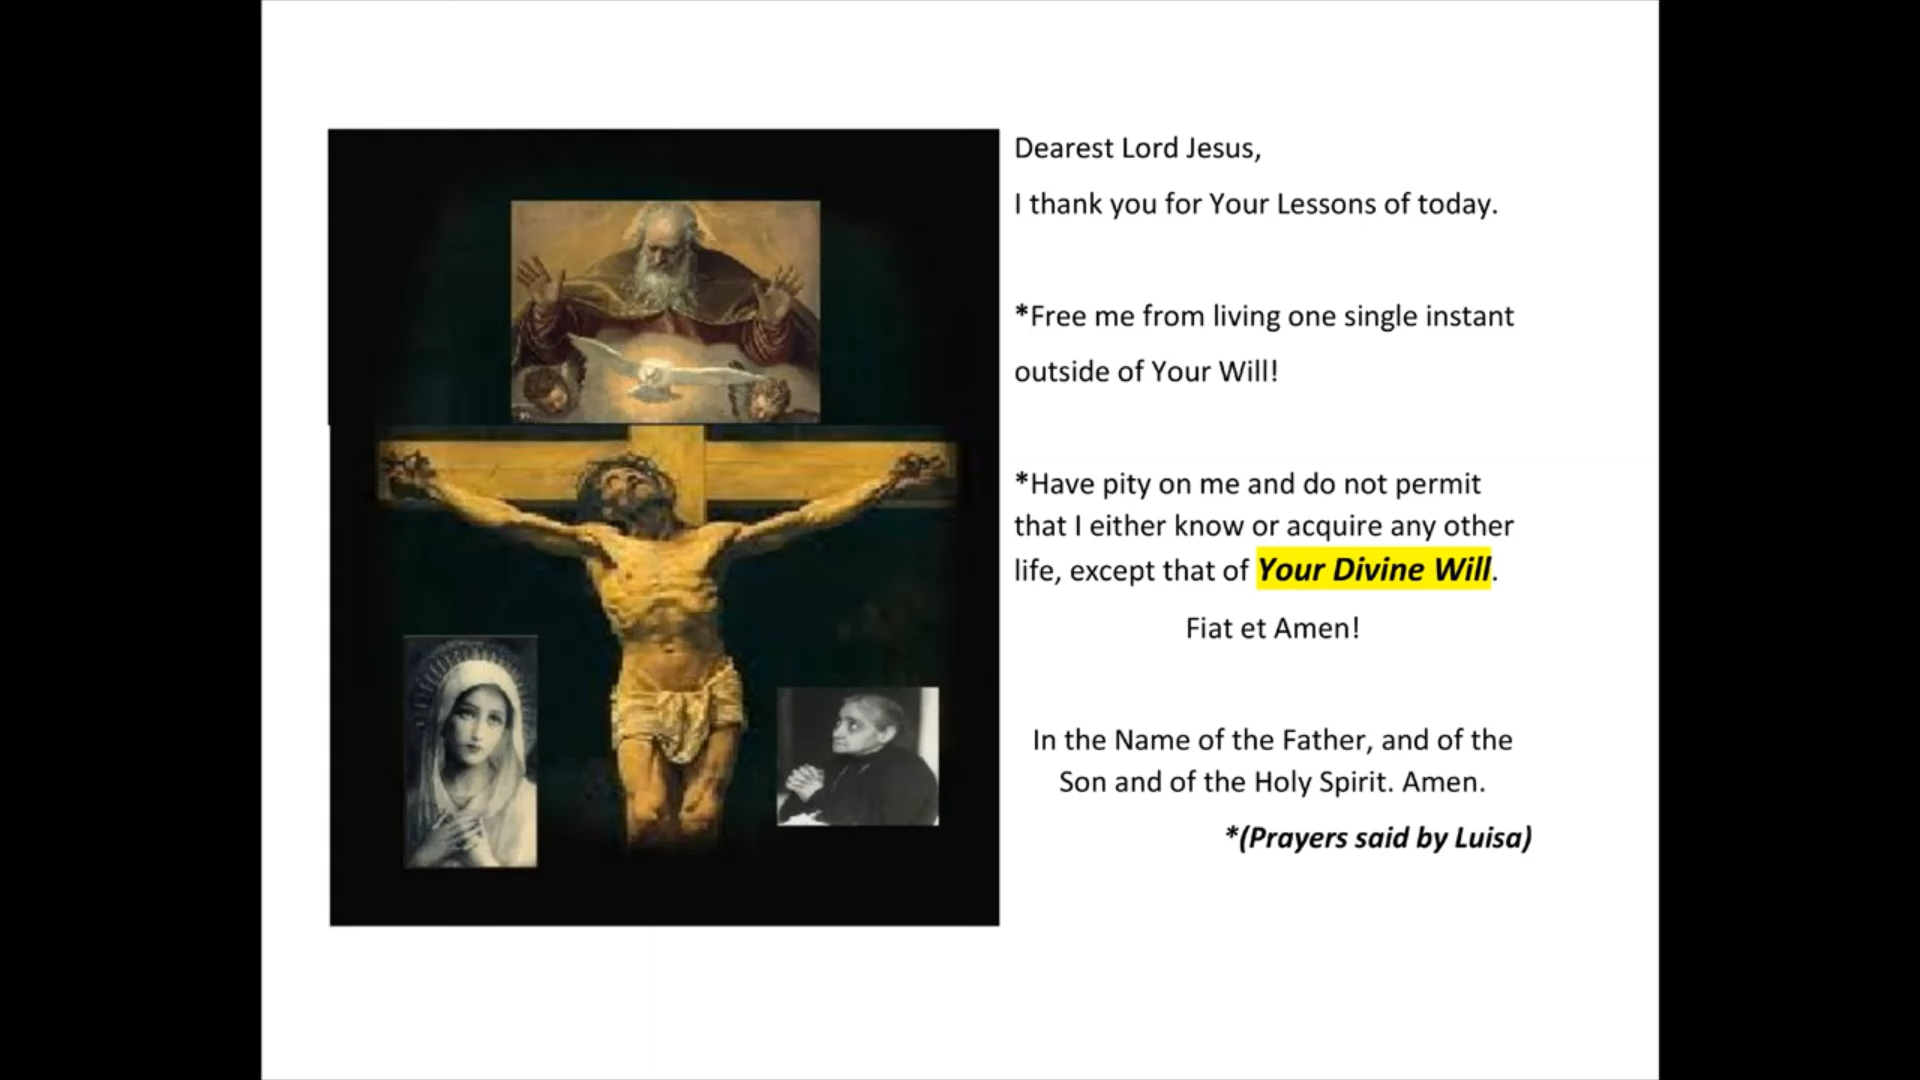 Dearest Lord Jesus,
I thank you for Your Lessons of today.
*Free me from living one single instant
outside of Your Will!
*Have pity on me and do not permit
that I either know or acquire any other
life, except that of Your Divine Will.
Fiat et Amen!
In the Name of the Father, and of the
Son and of the Holy Spirit. Amen.
*(Prayers said by Luisa)